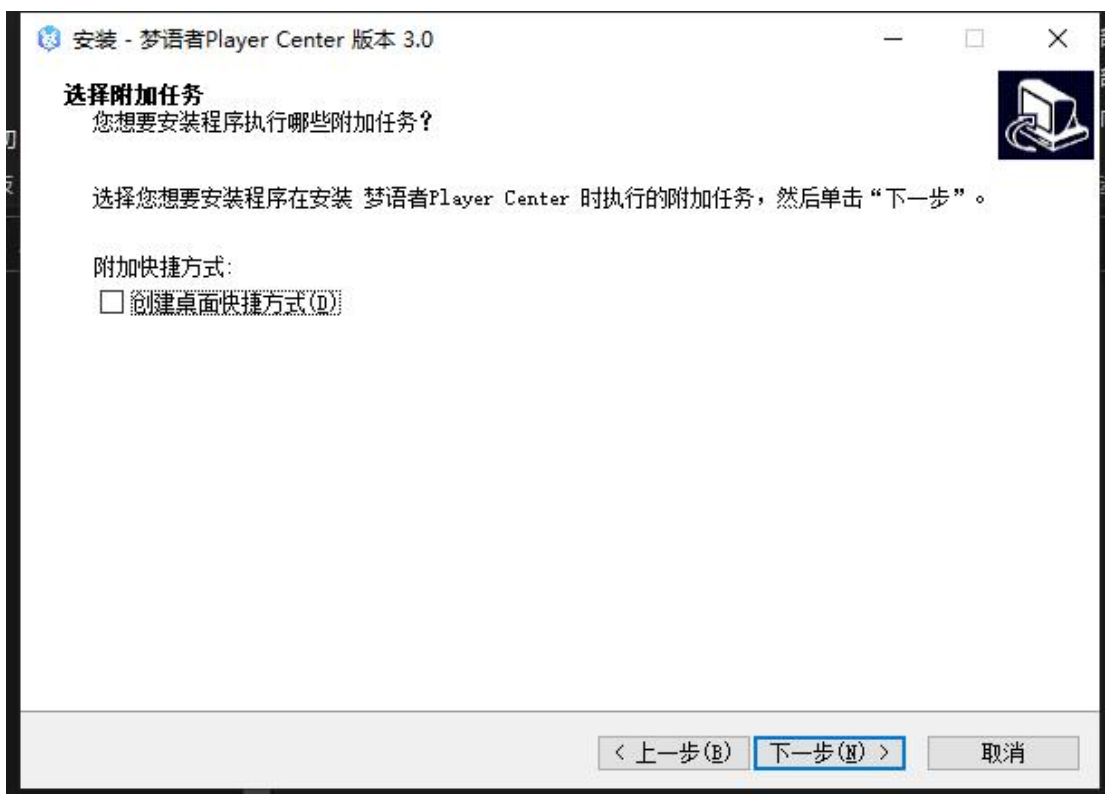 安装 - 梦语者Player Center 版本 3.0
选择附加任务
您想要安装程序执行哪些附加任务?
选择您想要安装程序在安装 梦语者Player Center 时执行的附加任务，然后单击“下一步”。
附加快捷方式:
创建桌面快捷方式(D)
< 上一步(B)
下一步(N) >
取消